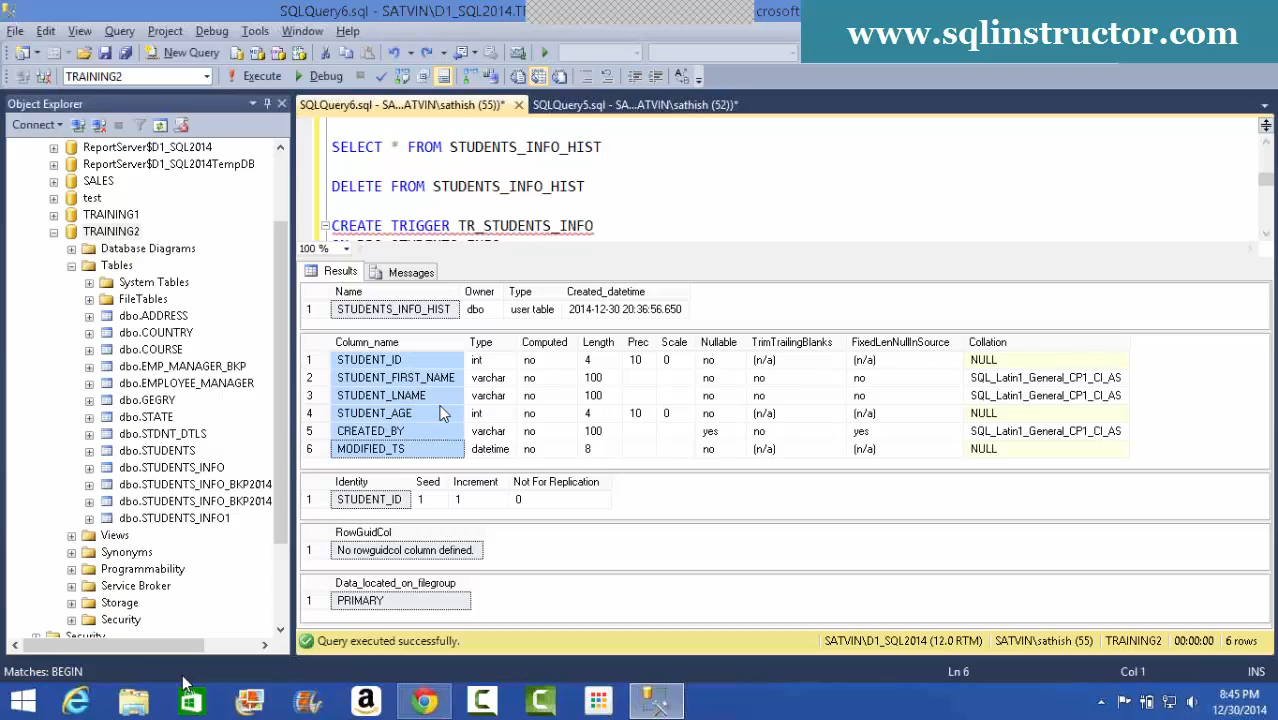 SQLQuery6.sql - SATVIN\D1_SQL2014.TR
crosoft
www.sqlinstructor.com
File Edit View Query Project Debug Tools Window Help
New Query
TRAINING2 Execute Debug
Object Explorer
SQLQuery6.sql - SA...ATVIN\sathish (55))* SQLQuery5.sql - SA...ATVIN\sathish (52))*
Connect
ReportServer$D1_SQL2014
ReportServer$D1_SQL2014TempDB
SALES
test
TRAINING1
TRAINING2
Database Diagrams
Tables
System Tables
FileTables
dbo.ADDRESS
dbo.COUNTRY
dbo.COURSE
dbo.EMP_MANAGER_BKP
dbo.EMPLOYEE_MANAGER
dbo.GEGRY
dbo.STATE
dbo.STDNT_DTLS
dbo.STUDENTS
dbo.STUDENTS_INFO
dbo.STUDENTS_INFO_BKP2014
dbo.STUDENTS_INFO_BKP2014
dbo.STUDENTS_INFO1
Views
Synonyms
Programmability
Service Broker
Storage
Security
Security
SELECT * FROM STUDENTS_INFO_HIST
DELETE FROM STUDENTS_INFO_HIST
CREATE TRIGGER TR_STUDENTS_INFO
100 %
Results Messages
Name Owner Type Created_datetime
1 STUDENTS_INFO_HIST dbo user table 2014-12-30 20:36:56.650
Column_name Type Computed Length Prec Scale Nullable TrimTrailingBlanks FixedLenNullInSource Collation
1 STUDENT_ID int no 4 10 0 no (n/a) (n/a) NULL
2 STUDENT_FIRST_NAME varchar no 100 no no no SQL_Latin1_General_CP1_CI_AS
3 STUDENT_LNAME varchar no 100 no no no SQL_Latin1_General_CP1_CI_AS
4 STUDENT_AGE int no 4 10 0 no (n/a) (n/a) NULL
5 CREATED_BY varchar no 100 yes no yes SQL_Latin1_General_CP1_CI_AS
6 MODIFIED_TS datetime no 8 no (n/a) (n/a) NULL
Identity Seed Increment Not For Replication
1 STUDENT_ID 1 1 0
RowGuidCol
1 No rowguidcol column defined.
Data_located_on_filegroup
1 PRIMARY
Query executed successfully. SATVIN\D1_SQL2014 (12.0 RTM) SATVIN\sathish (55) TRAINING2 00:00:00 6 rows
Matches: BEGIN Ln 6 Col 1 INS
8:45 PM
12/30/2014